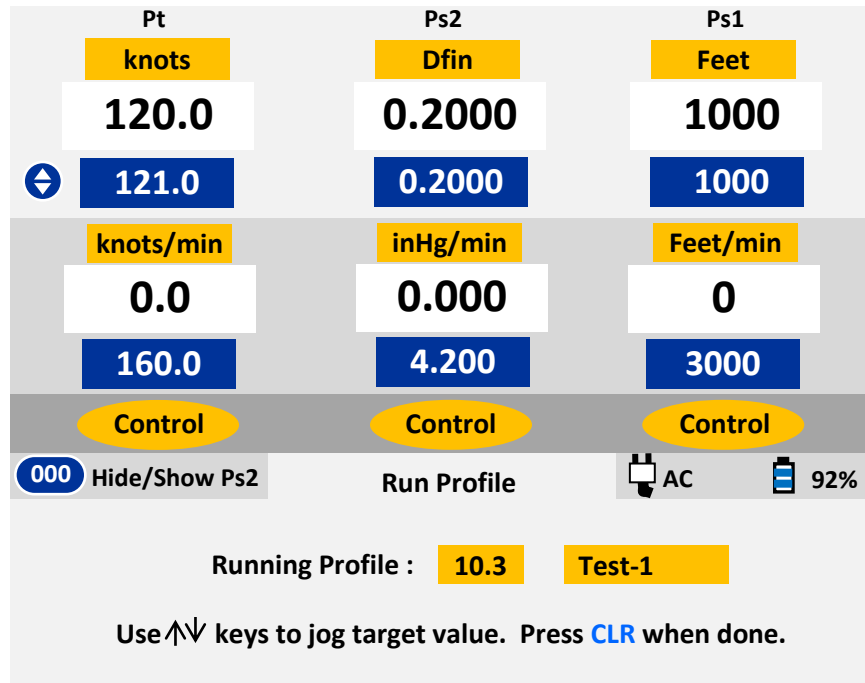 Pt Ps2 Ps1
knots Dfin Feet
120.0 0.2000 1000
121.0 0.2000 1000
knots/min inHg/min Feet/min
0.0 0.000 0
160.0 4.200 3000
Control Control Control
000 Hide/Show Ps2 Run Profile AC 92%
Running Profile : 10.3 Test-1
Use ↑↓ keys to jog target value. Press CLR when done.